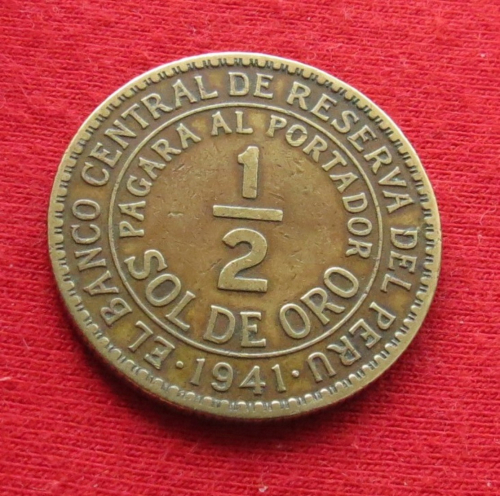 EL BANCO CENTRAL DE RESERVA DEL PERU
· 1941 ·
PAGARA AL PORTADOR
1/2
SOL DE ORO